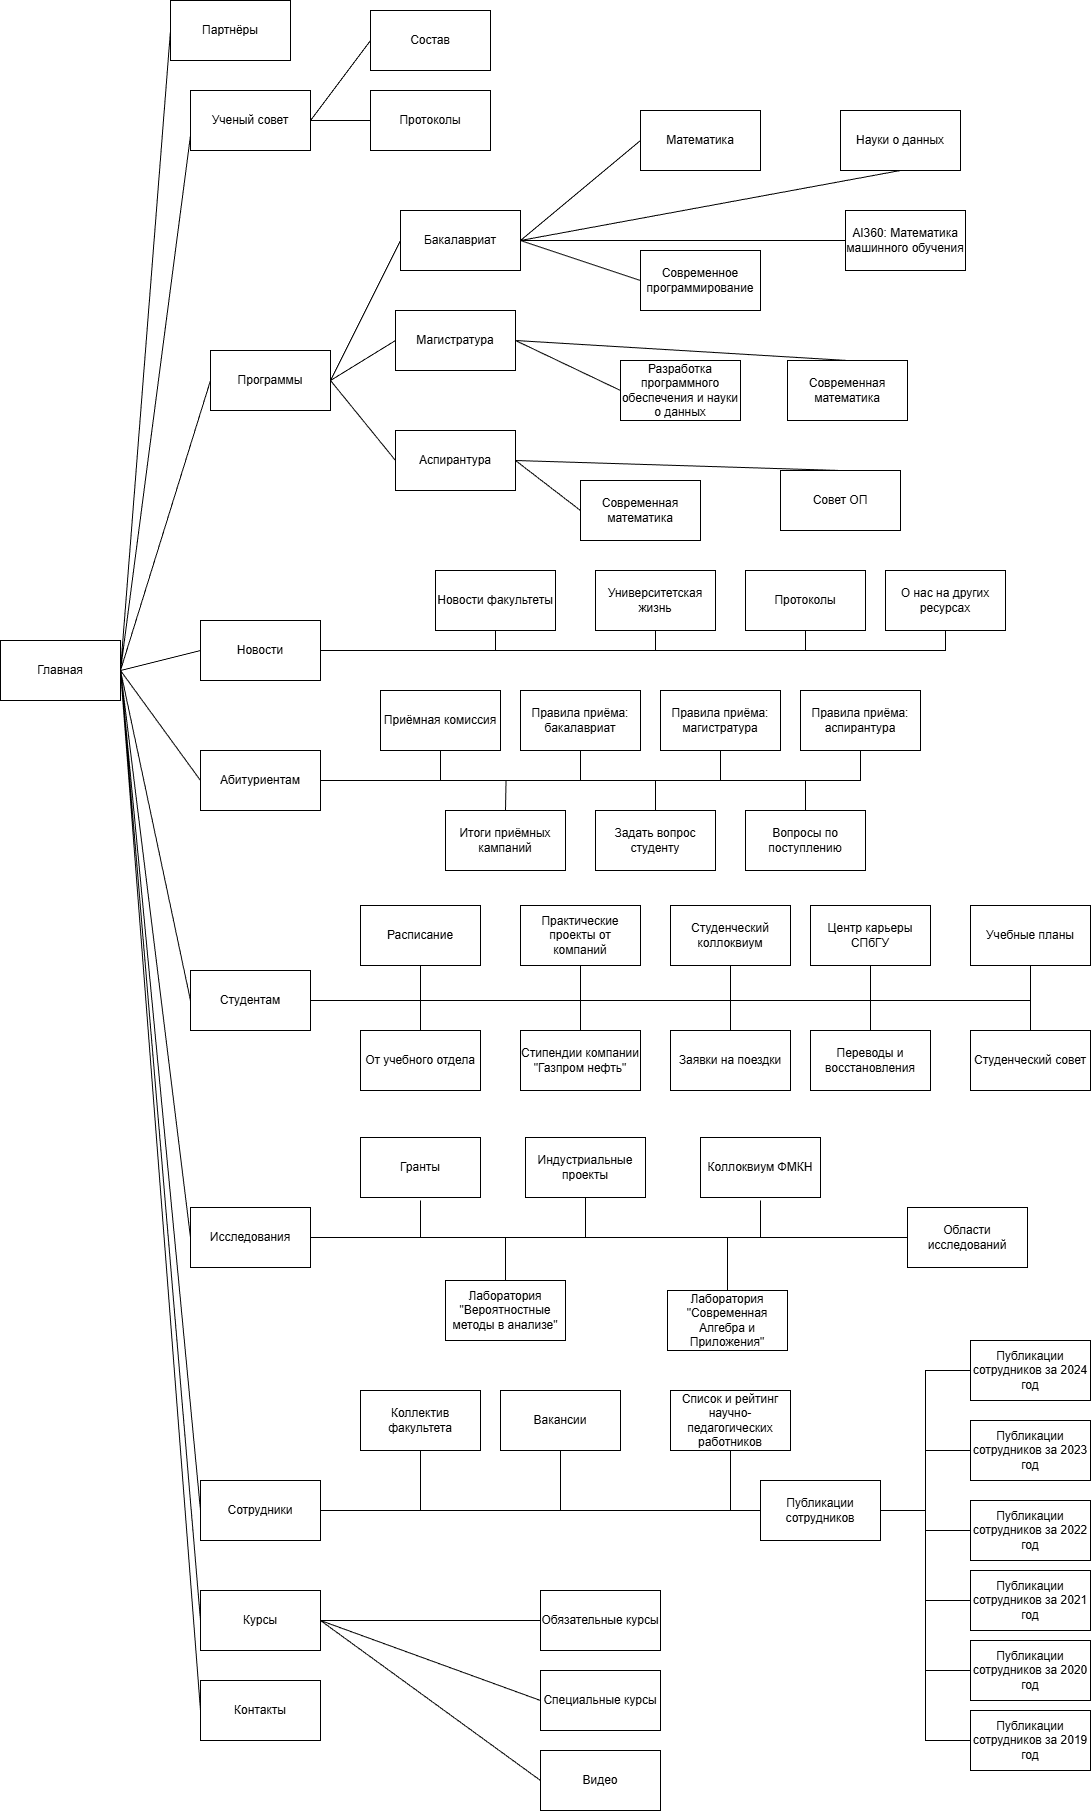 Партнёры
Состав
Ученый совет
Протоколы
Математика
Науки о данных
Бакалавриат
AI360: Математика
машинного обучения
Современное
программирование
Магистратура
Разработка
программного
обеспечения и науки
о данных
Современная
математика
Программы
Аспирантура
Современная
математика
Совет ОП
Новости факультеты
Университетская
жизнь
Протоколы
О нас на других
ресурсах
Новости
Главная
Приёмная комиссия
Правила приёма:
бакалавриат
Правила приёма:
магистратура
Правила приёма:
аспирантура
Абитуриентам
Итоги приёмных
кампаний
Задать вопрос
студенту
Вопросы по
поступлению
Расписание
Практические
проекты от
компаний
Студенческий
коллоквиум
Центр карьеры
СПбГУ
Учебные планы
Студентам
От учебного отдела
Стипендии компании
"Газпром нефть"
Заявки на поездки
Переводы и
восстановления
Студенческий совет
Гранты
Индустриальные
проекты
Коллоквиум ФМКН
Исследования
Области
исследований
Лаборатория
"Вероятностные
методы в анализе"
Лаборатория
"Современная
Алгебра и
Приложения"
Публикации
сотрудников за 2024
год
Коллектив
факультета
Вакансии
Список и рейтинг
научно-
педагогических
работников
Публикации
сотрудников за 2023
год
Сотрудники
Публикации
сотрудников
Публикации
сотрудников за 2022
год
Публикации
сотрудников за 2021
год
Курсы
Обязательные курсы
Публикации
сотрудников за 2020
год
Специальные курсы
Контакты
Публикации
сотрудников за 2019
год
Видео